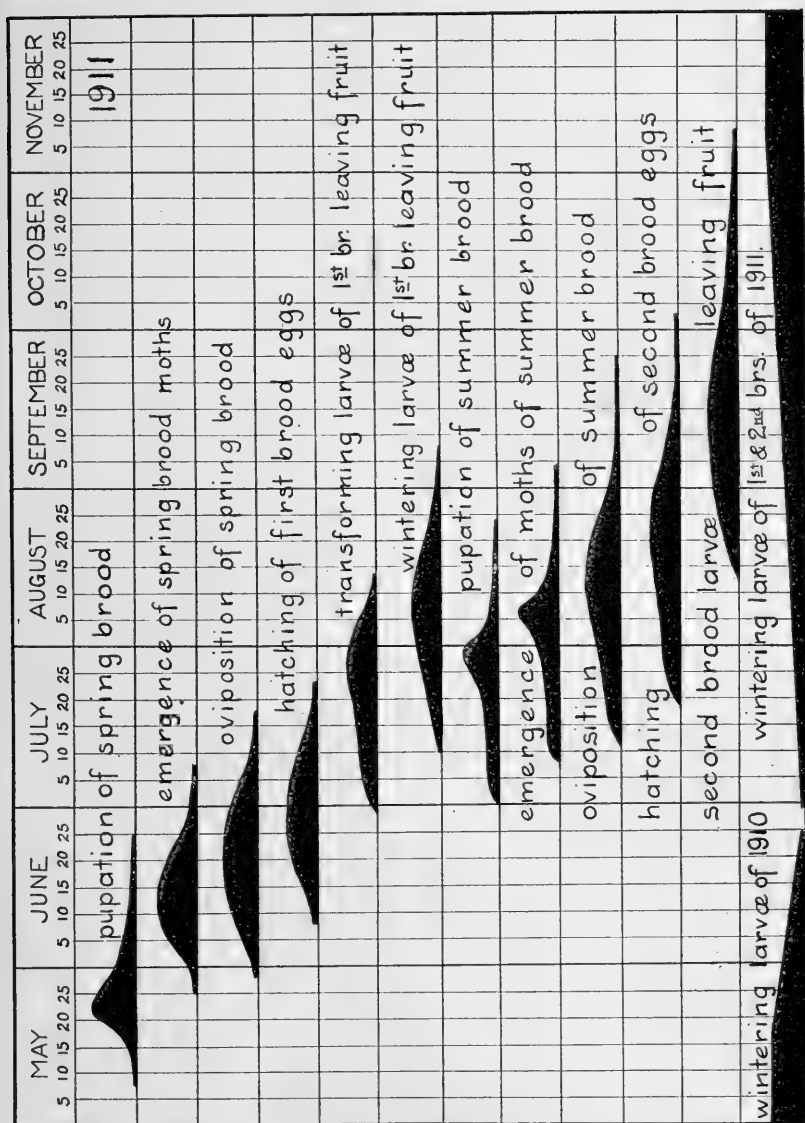 MAY JUNE JULY AUGUST SEPTEMBER OCTOBER NOVEMBER
5 10 15 20 25 5 10 15 20 25 5 10 15 20 25 5 10 15 20 25 5 10 15 20 25 5 10 15 20 25 5 10 15 20 25
1911
pupation of spring brood
emergence of spring brood moths
oviposition of spring brood
hatching of first brood eggs
transforming larvæ of 1st br. leaving fruit
wintering larvæ of 1st br. leaving fruit
pupation of summer brood
emergence of moths of summer brood
oviposition of summer brood
hatching of second brood eggs
second brood larvæ leaving fruit
wintering larvæ of 1910 wintering larvæ of 1st & 2nd brs. of 1911.